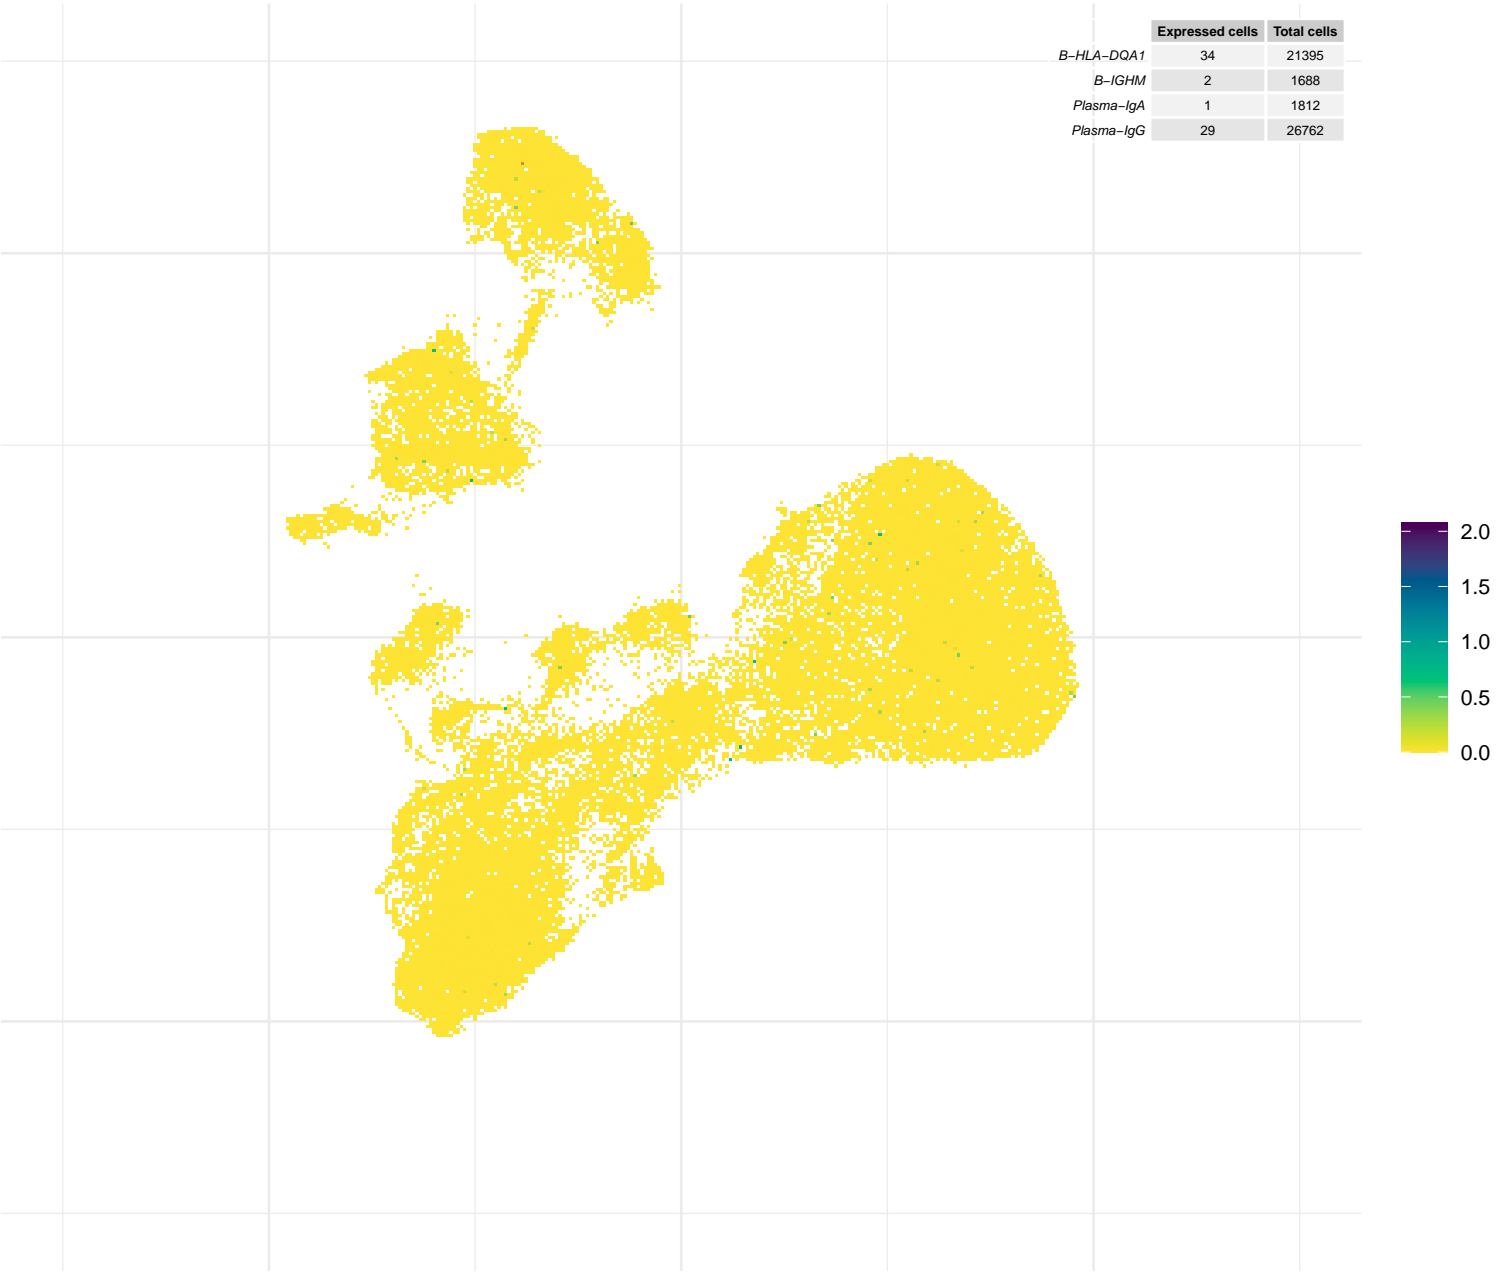 Expressed cells Total cells
B−HLA−DQA1 34 21395
B−IGHM 2 1688
Plasma−IgA 1 1812
Plasma−IgG 29 26762
2.0
1.5
1.0
0.5
0.0